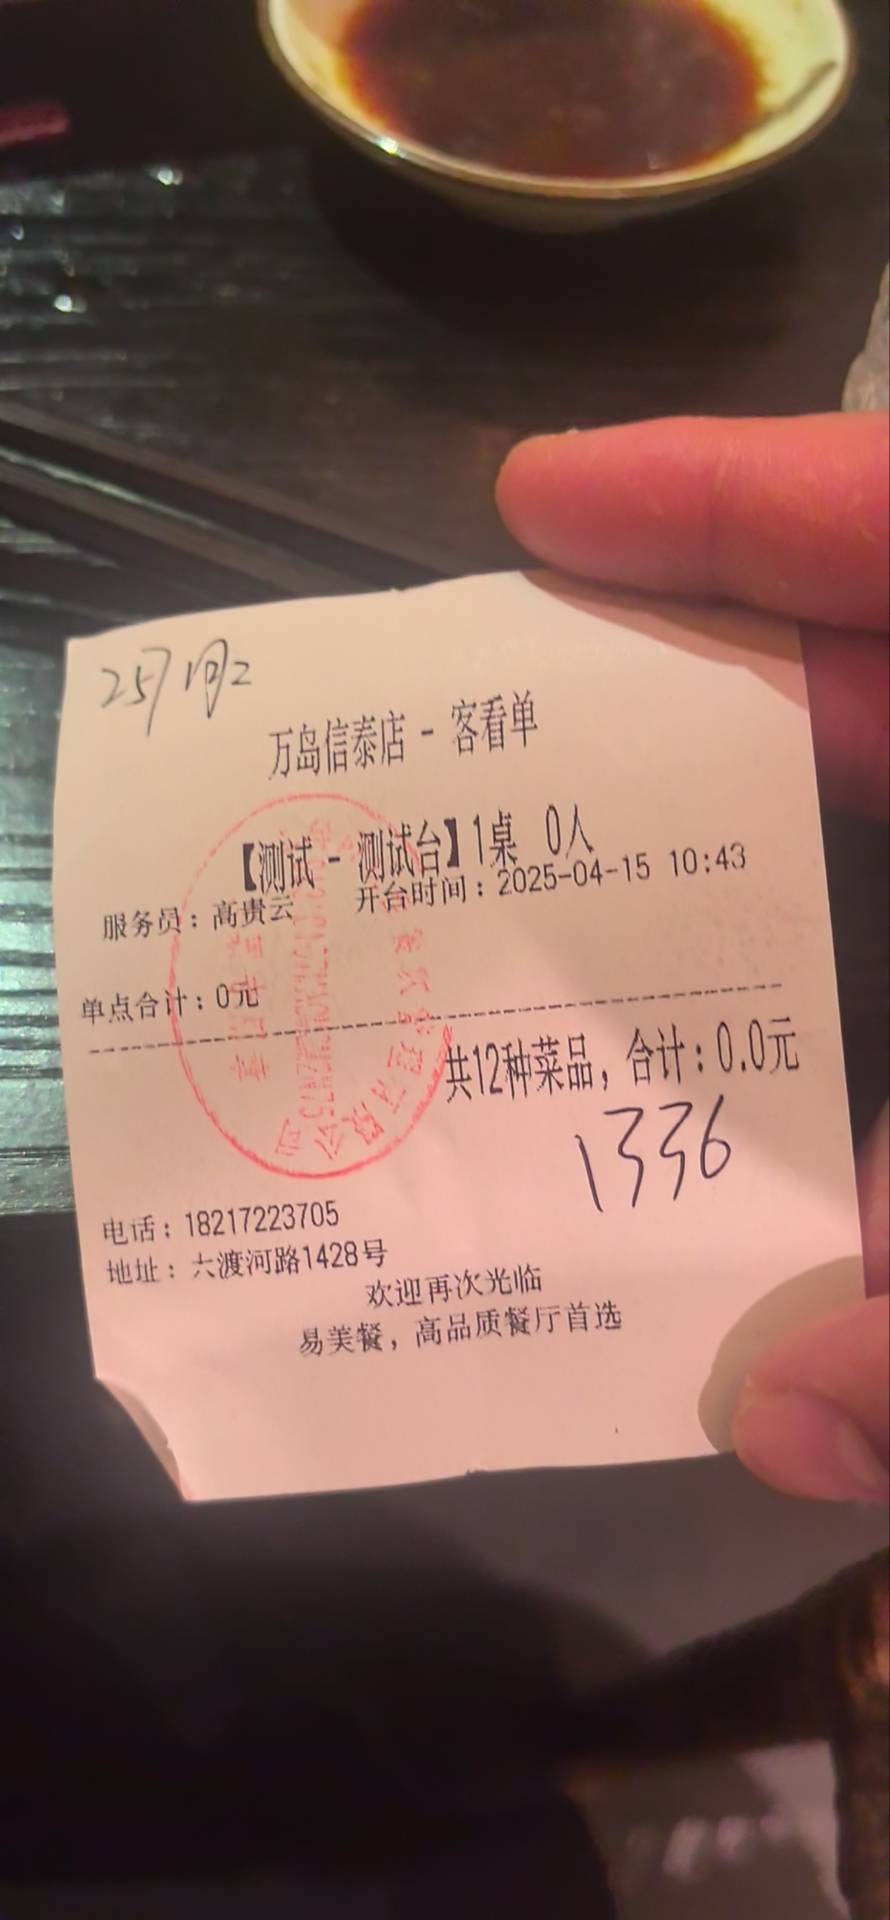 万岛信泰店 - 客看单
【测试 - 测试台】1桌 0人
服务员：高贵云 开台时间：2025-04-15 10:43
单点合计：0元
共12种菜品，合计：0.0元
1336
电话：18217223705
地址：六渡河路1428号
欢迎再次光临
易美餐，高品质餐厅首选